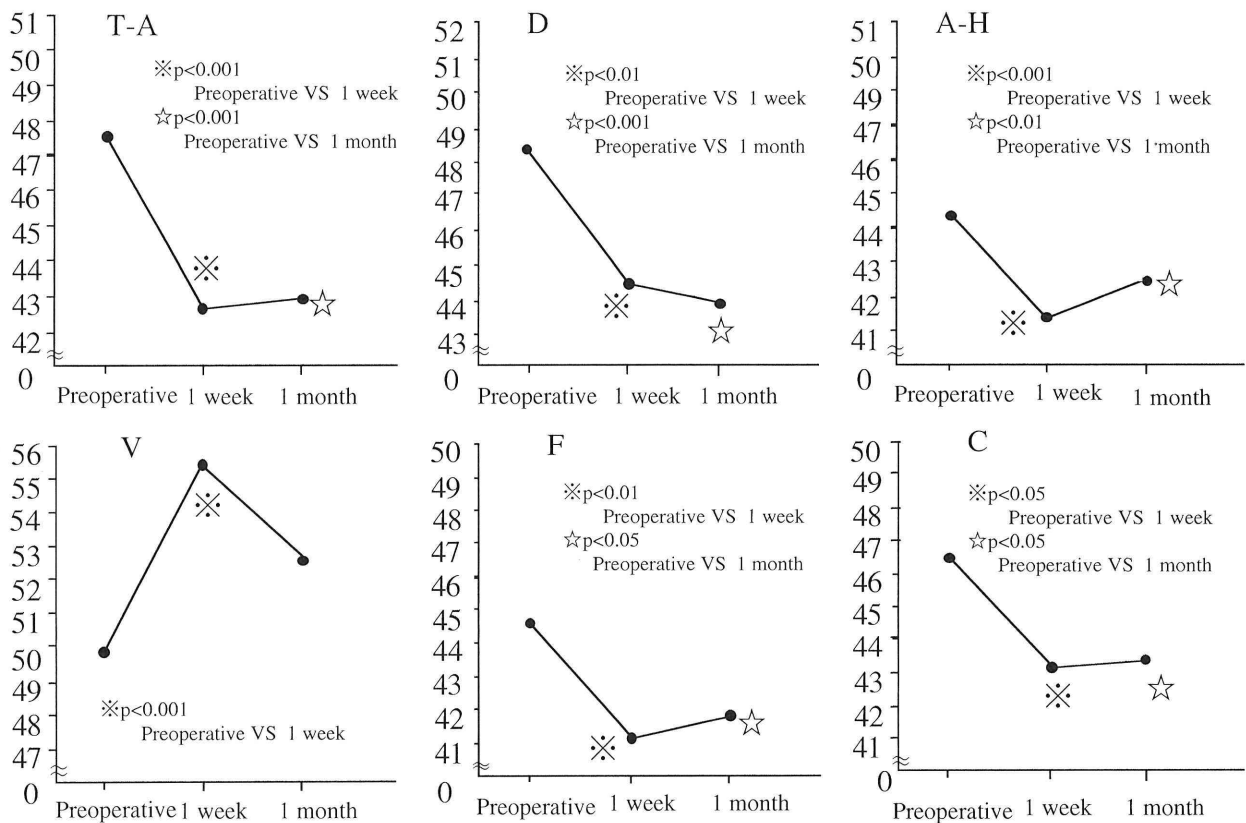 T-A
51
50
49
48
47
46
45
44
43
42
0
※p<0.001
Preoperative VS 1 week
☆p<0.001
Preoperative VS 1 month
※
☆
Preoperative 1 week 1 month
D
52
51
50
49
48
47
46
45
44
43
0
※p<0.01
Preoperative VS 1 week
☆p<0.001
Preoperative VS 1 month
※
☆
Preoperative 1 week 1 month
A-H
51
50
49
48
47
46
45
44
43
42
41
0
※p<0.001
Preoperative VS 1 week
☆p<0.01
Preoperative VS 1 month
※
☆
Preoperative 1 week 1 month
V
56
55
54
53
52
51
50
49
48
47
0
※
※p<0.001
Preoperative VS 1 week
Preoperative 1 week 1 month
F
50
49
48
47
46
45
44
43
42
41
0
※p<0.01
Preoperative VS 1 week
☆p<0.05
Preoperative VS 1 month
※
☆
Preoperative 1 week 1 month
C
50
49
48
47
46
45
44
43
42
41
0
※p<0.05
Preoperative VS 1 week
☆p<0.05
Preoperative VS 1 month
※
☆
Preoperative 1 week 1 month